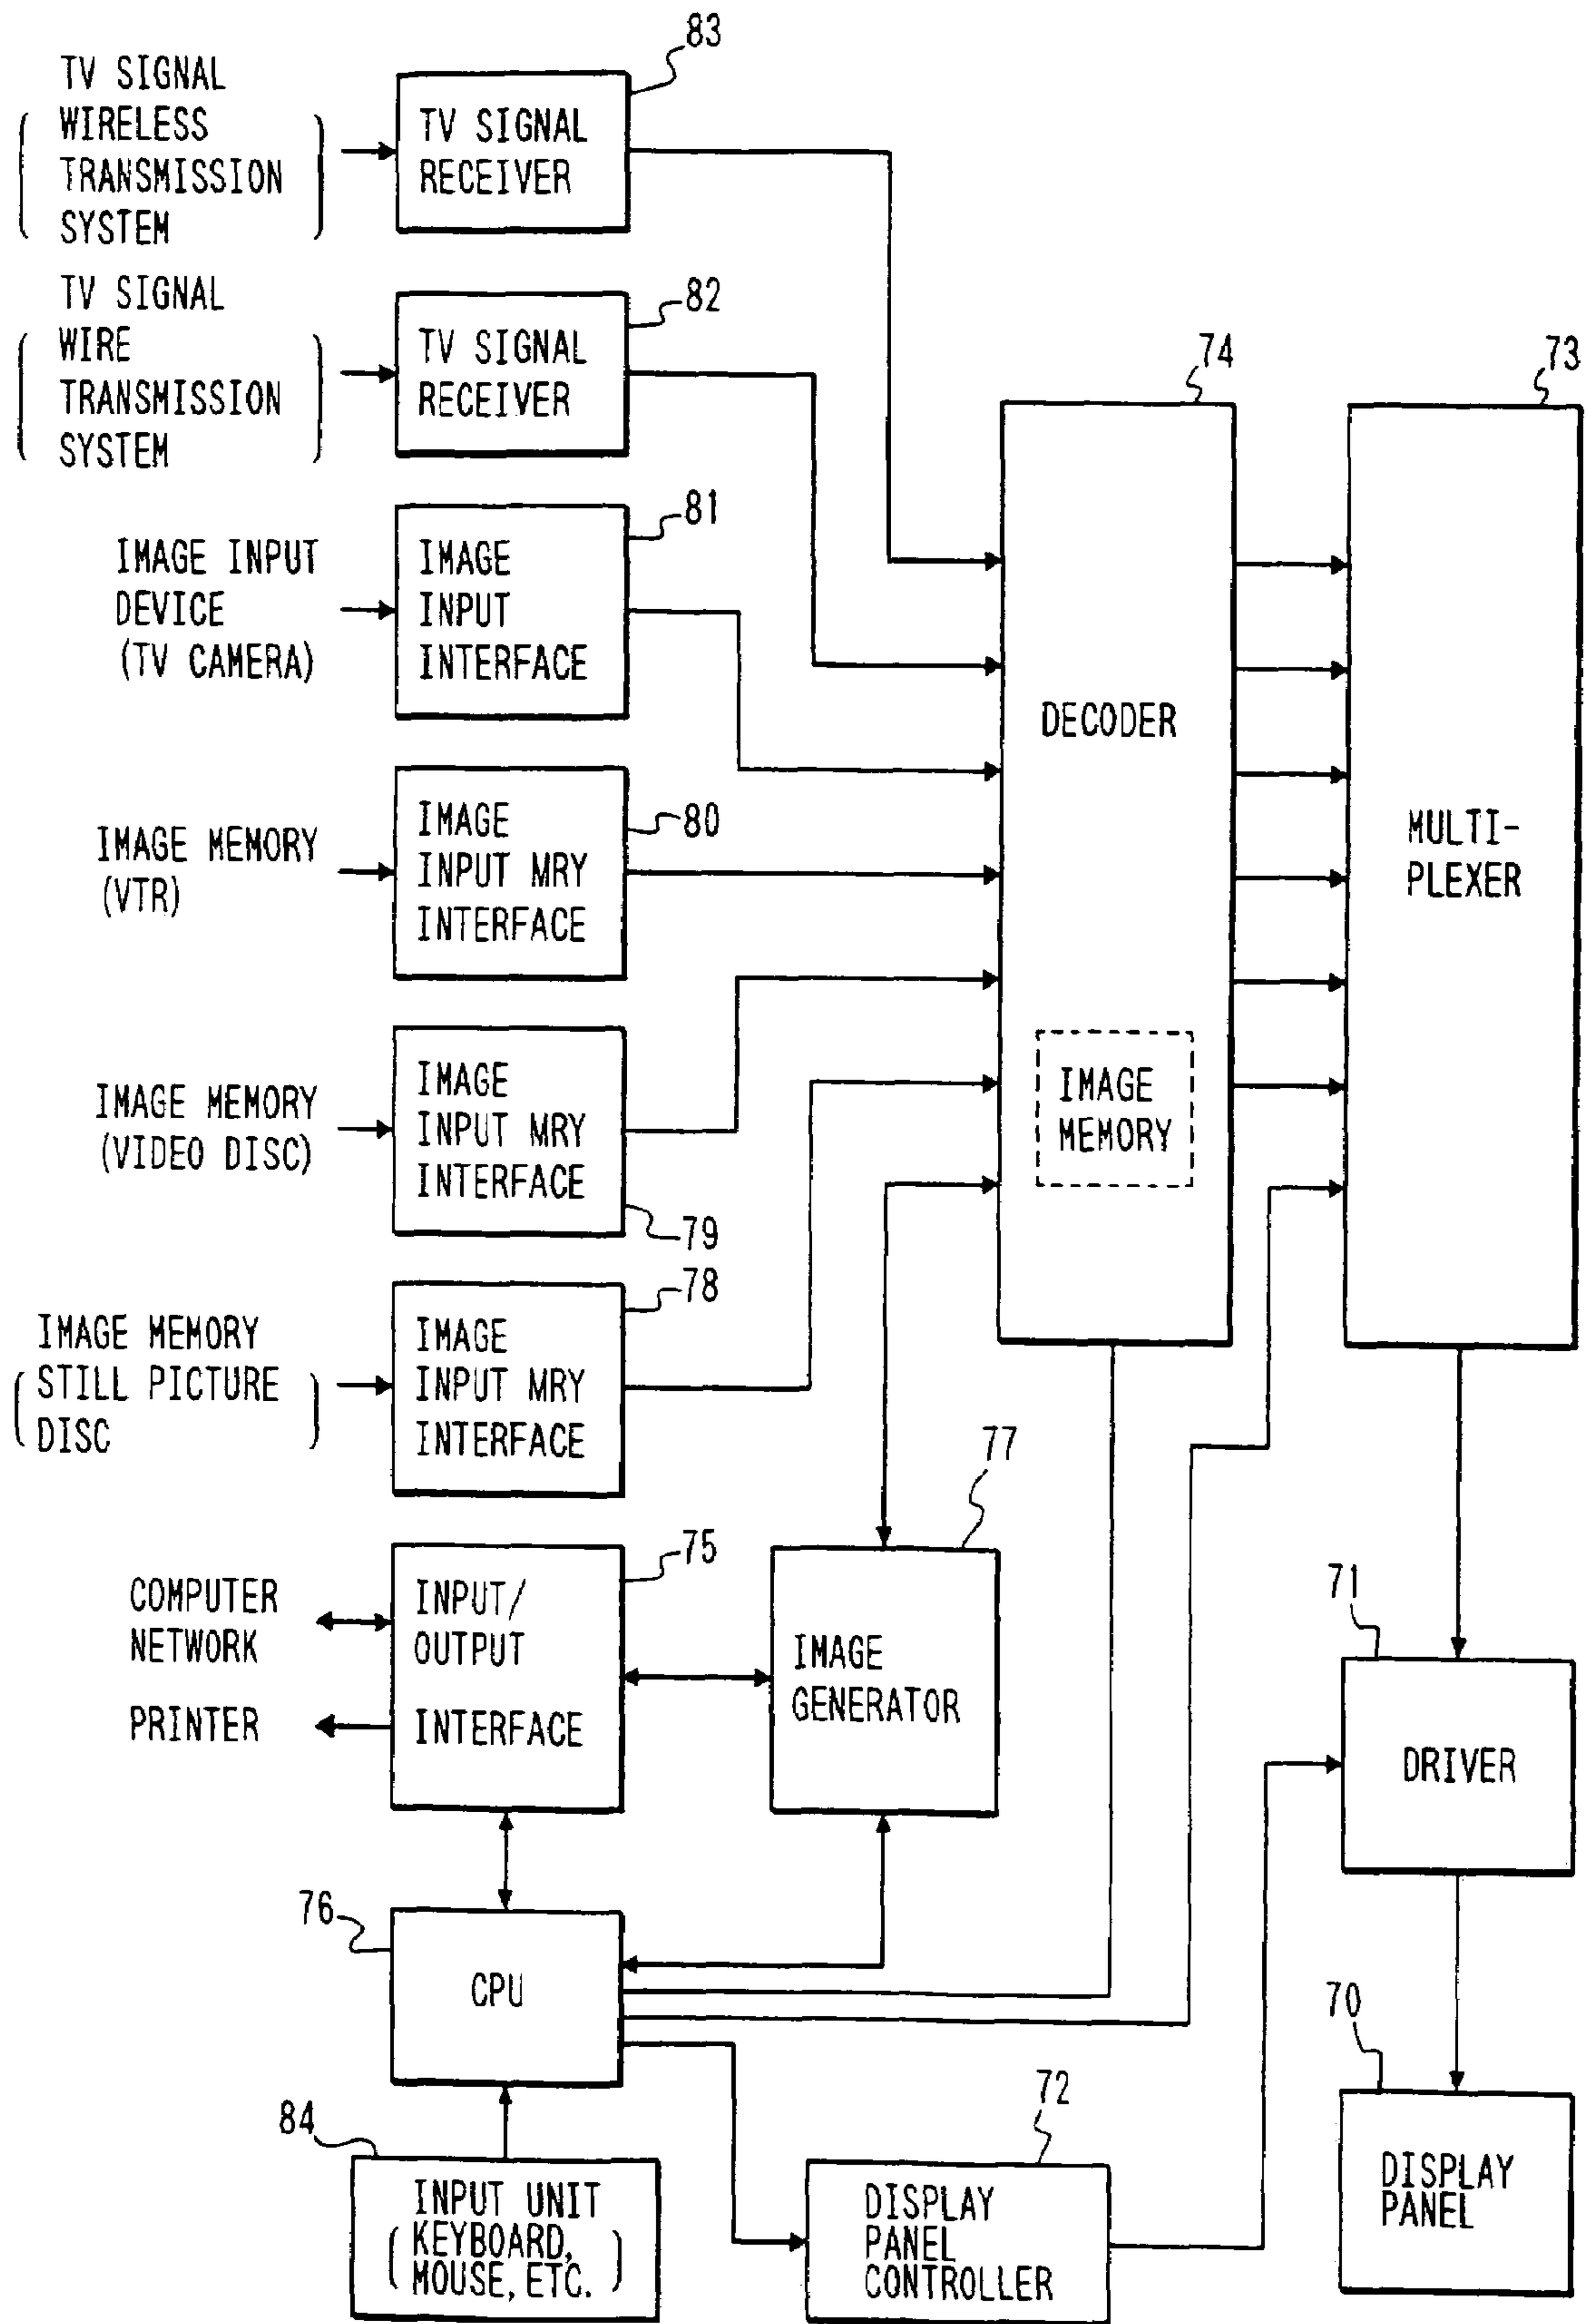 83
TV SIGNAL
WIRELESS
TRANSMISSION
SYSTEM
TV SIGNAL
RECEIVER
82
TV SIGNAL
WIRE
TRANSMISSION
SYSTEM
TV SIGNAL
RECEIVER
74
73
81
IMAGE INPUT
DEVICE
(TV CAMERA)
IMAGE
INPUT
INTERFACE
DECODER
MULTI-
PLEXER
80
IMAGE MEMORY
(VTR)
IMAGE
INPUT MRY
INTERFACE
IMAGE MEMORY
(VIDEO DISC)
IMAGE
INPUT MRY
INTERFACE
79
IMAGE
MEMORY
78
IMAGE MEMORY
STILL PICTURE
DISC
IMAGE
INPUT MRY
INTERFACE
77
75
COMPUTER
NETWORK
PRINTER
INPUT/
OUTPUT
INTERFACE
IMAGE
GENERATOR
71
DRIVER
76
CPU
70
DISPLAY
PANEL
84
INPUT UNIT
(KEYBOARD,
MOUSE, ETC.)
72
DISPLAY
PANEL
CONTROLLER